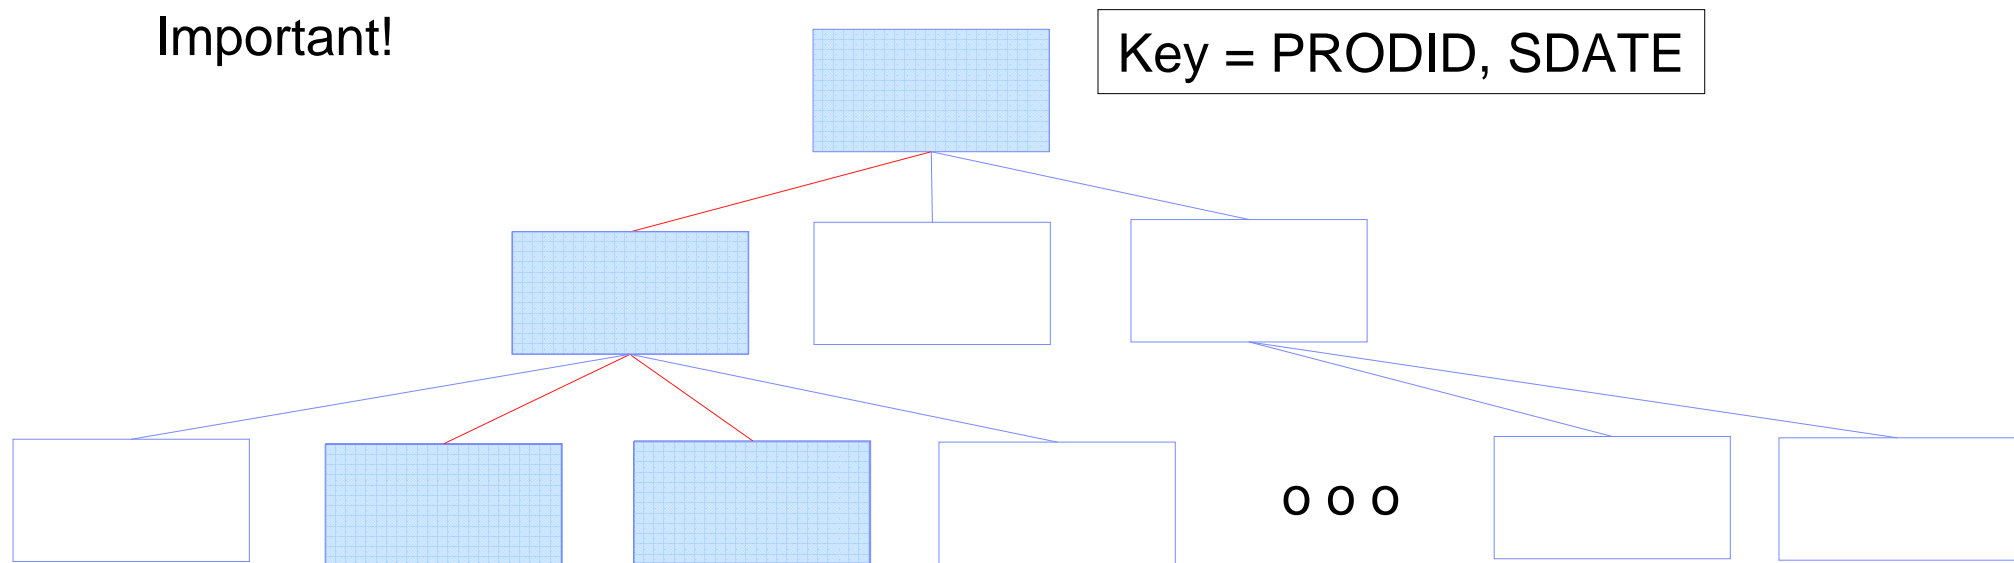 Important!
Key = PRODID, SDATE
o o o